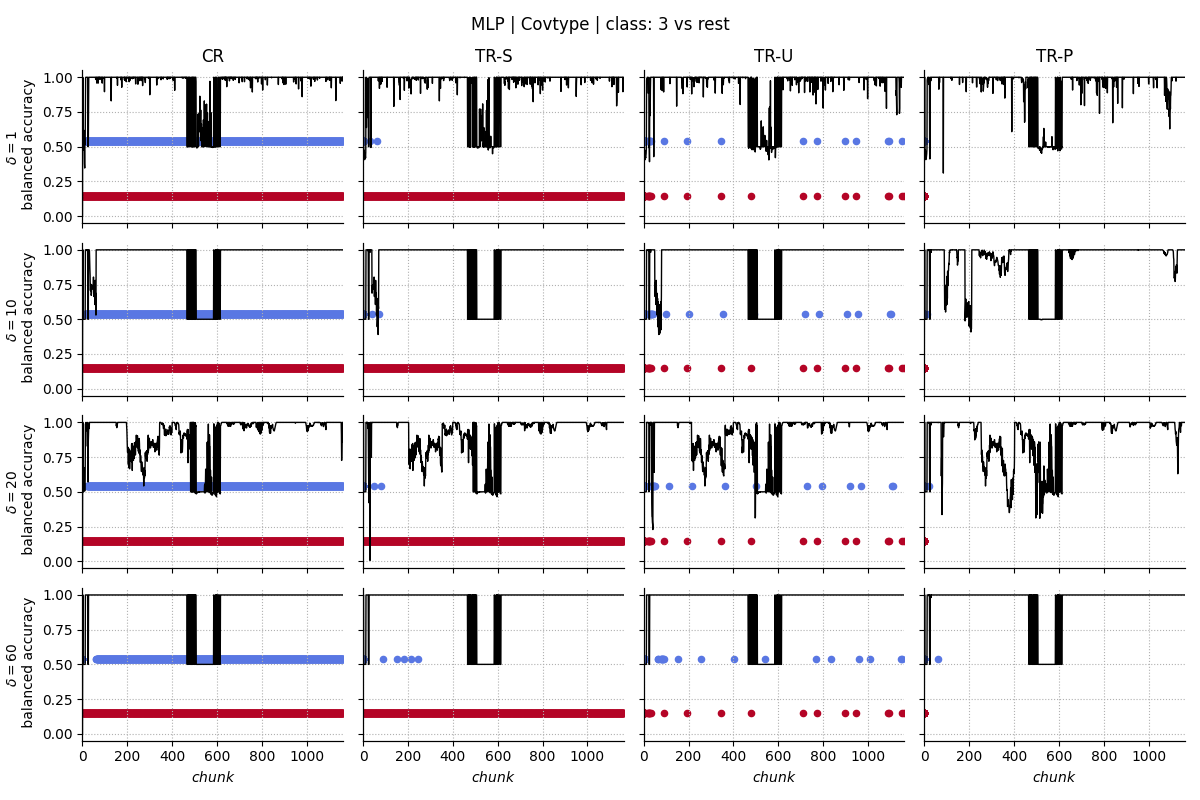 MLP | Covtype | class: 3 vs rest
CR TR-S TR-U TR-P
δ = 1
balanced accuracy
1.00
0.75
0.50
0.25
0.00
δ = 10
balanced accuracy
1.00
0.75
0.50
0.25
0.00
δ = 20
balanced accuracy
1.00
0.75
0.50
0.25
0.00
δ = 60
balanced accuracy
1.00
0.75
0.50
0.25
0.00
0 200 400 600 800 1000 0 200 400 600 800 1000 0 200 400 600 800 1000 0 200 400 600 800 1000
chunk chunk chunk chunk